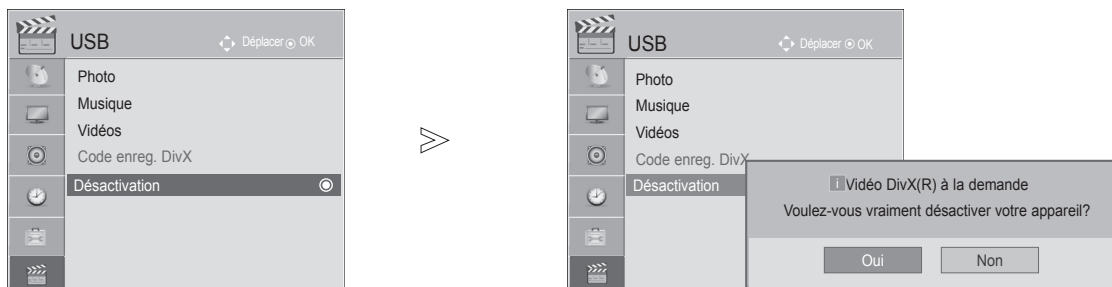 USB
Déplacer OK
Photo
Musique
Vidéos
Code enreg. DivX
Désactivation
USB
Déplacer OK
Photo
Musique
Vidéos
Code enreg. DivX
Désactivation
i Vidéo DivX(R) à la demande
Voulez-vous vraiment désactiver votre appareil?
Oui
Non